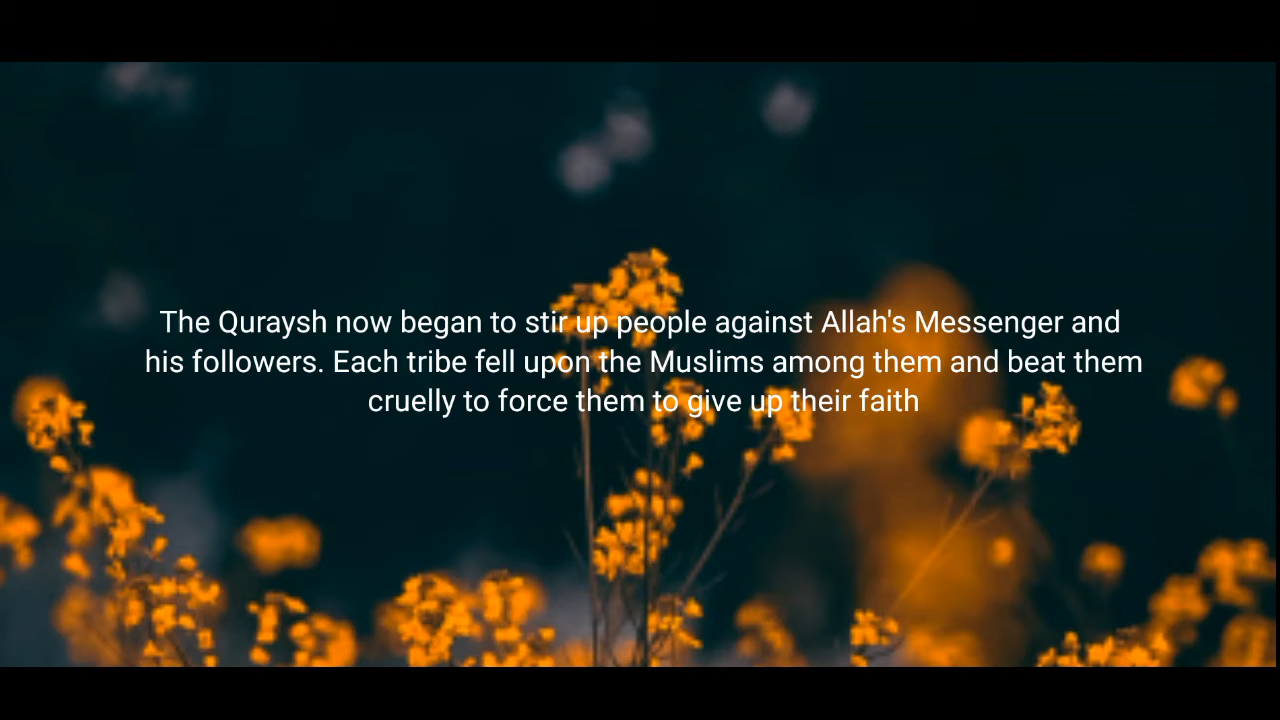 The Quraysh now began to stir up people against Allah's Messenger and
his followers. Each tribe fell upon the Muslims among them and beat them
cruelly to force them to give up their faith